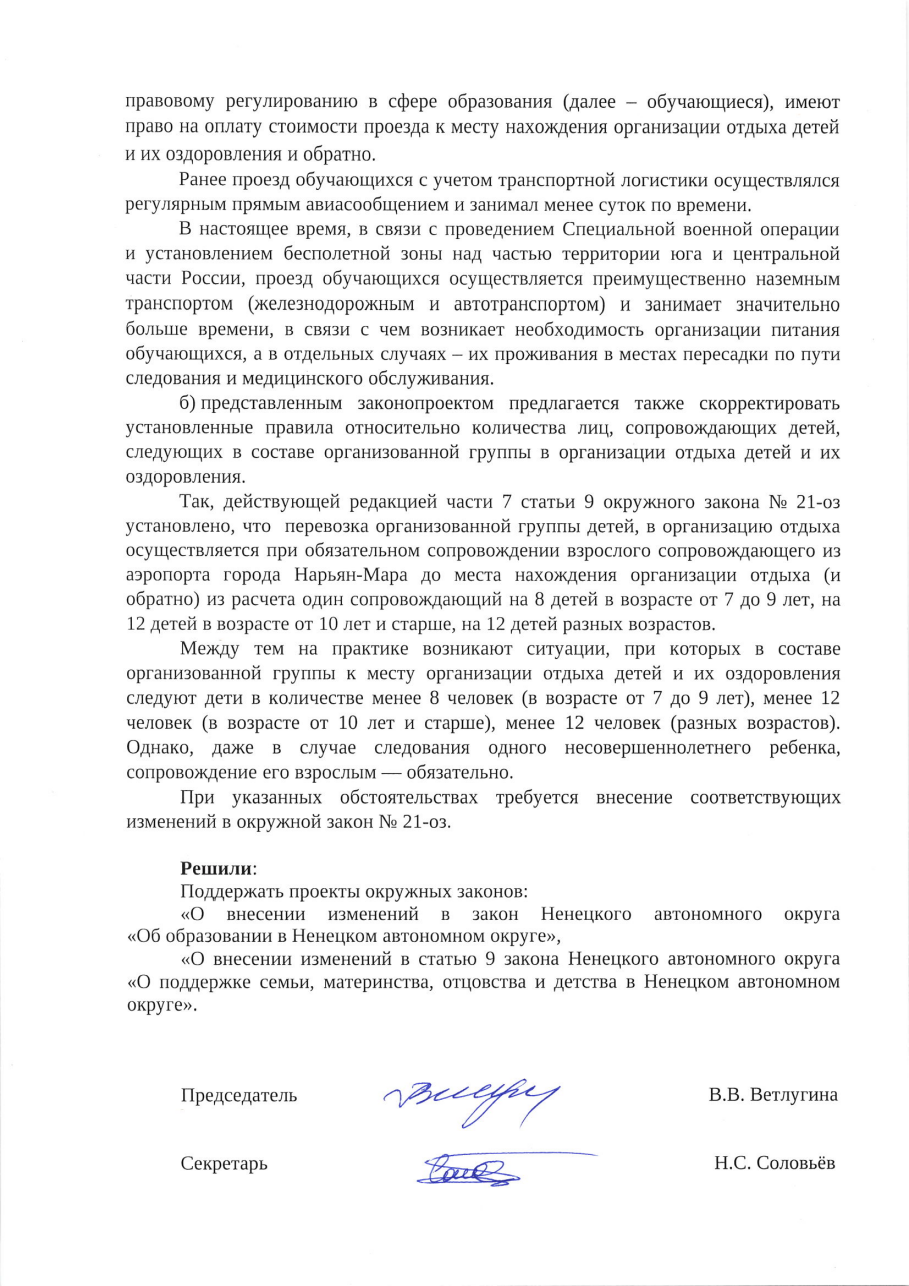 правовому регулированию в сфере образования (далее – обучающиеся), имеют
право на оплату стоимости проезда к месту нахождения организации отдыха детей
и их оздоровления и обратно.
Ранее проезд обучающихся с учетом транспортной логистики осуществлялся
регулярным прямым авиасообщением и занимал менее суток по времени.
В настоящее время, в связи с проведением Специальной военной операции
и установлением бесполетной зоны над частью территории юга и центральной
части России, проезд обучающихся осуществляется преимущественно наземным
транспортом (железнодорожным и автотранспортом) и занимает значительно
больше времени, в связи с чем возникает необходимость организации питания
обучающихся, а в отдельных случаях – их проживания в местах пересадки по пути
следования и медицинского обслуживания.
б) представленным законопроектом предлагается также скорректировать
установленные правила относительно количества лиц, сопровождающих детей,
следующих в составе организованной группы в организации отдыха детей и их
оздоровления.
Так, действующей редакцией части 7 статьи 9 окружного закона № 21-оз
установлено, что перевозка организованной группы детей, в организацию отдыха
осуществляется при обязательном сопровождении взрослого сопровождающего из
аэропорта города Нарьян-Мара до места нахождения организации отдыха (и
обратно) из расчета один сопровождающий на 8 детей в возрасте от 7 до 9 лет, на
12 детей в возрасте от 10 лет и старше, на 12 детей разных возрастов.
Между тем на практике возникают ситуации, при которых в составе
организованной группы к месту организации отдыха детей и их оздоровления
следуют дети в количестве менее 8 человек (в возрасте от 7 до 9 лет), менее 12
человек (в возрасте от 10 лет и старше), менее 12 человек (разных возрастов).
Однако, даже в случае следования одного несовершеннолетнего ребенка,
сопровождение его взрослым — обязательно.
При указанных обстоятельствах требуется внесение соответствующих
изменений в окружной закон № 21-оз.
Решили:
Поддержать проекты окружных законов:
«О внесении изменений в закон Ненецкого автономного округа
«Об образовании в Ненецком автономном округе»,
«О внесении изменений в статью 9 закона Ненецкого автономного округа
«О поддержке семьи, материнства, отцовства и детства в Ненецком автономном
округе».
Председатель В.В. Ветлугина
Секретарь Н.С. Соловьёв